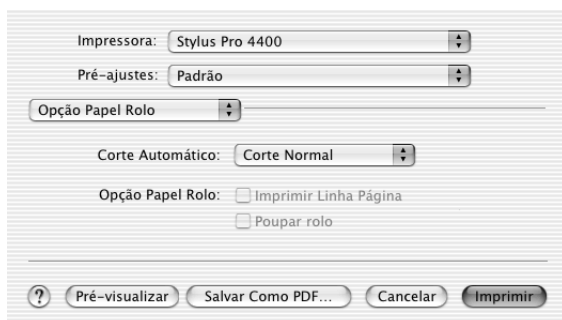 Impressora: Stylus Pro 4400
Pré-ajustes: Padrão
Opção Papel Rolo
Corte Automático: Corte Normal
Opção Papel Rolo: Imprimir Linha Página
Poupar rolo
? Pré-visualizar Salvar Como PDF... Cancelar Imprimir